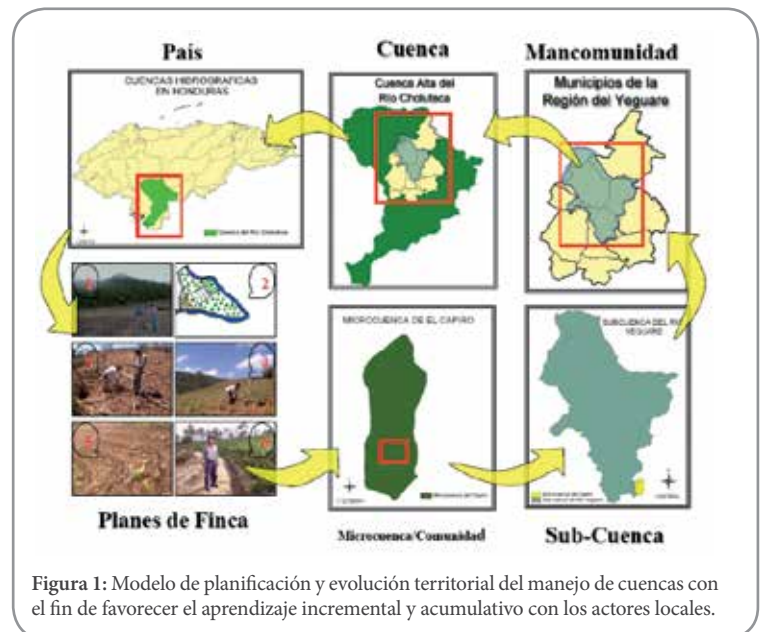 País
Cuenca
Mancomunidad
CUENCAS HIDROGRAFICAS
EN HONDURAS
Cuenca Alta del
Río Choluteca
Municipios de la
Región del Yeguare
Cuenca del Río Choluteca
2
MICROCUENCA DE EL CAPIRO
SUBCUENCA DEL
YEGUARE
5
Planes de Finca
Microcuenca/Comunidad
Sub-Cuenca
Figura 1: Modelo de planificación y evolución territorial del manejo de cuencas con
el fin de favorecer el aprendizaje incremental y acumulativo con los actores locales.